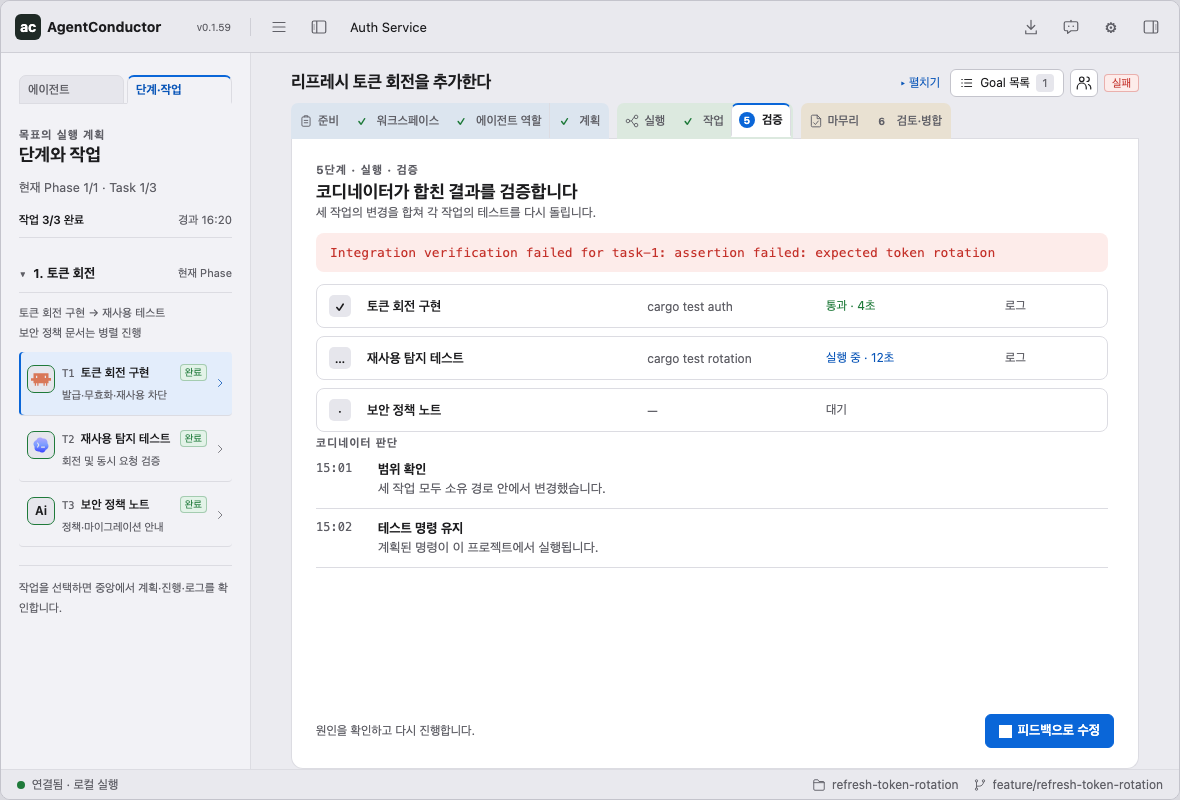 ac AgentConductor v0.1.59 Auth Service
에이전트 단계·작업
목표의 실행 계획
단계와 작업
현재 Phase 1/1 · Task 1/3
작업 3/3 완료 경과 16:20
▾ 1. 토큰 회전 현재 Phase
토큰 회전 구현 → 재사용 테스트
보안 정책 문서는 병렬 진행
T1 토큰 회전 구현 완료
발급·무효화·재사용 차단
T2 재사용 탐지 테스트 완료
회전 및 동시 요청 검증
Ai T3 보안 정책 노트 완료
정책·마이그레이션 안내
작업을 선택하면 중앙에서 계획·진행·로그를 확
인합니다.
리프레시 토큰 회전을 추가한다
▸ 펼치기 Goal 목록 1 실패
준비 ✓ 워크스페이스 ✓ 에이전트 역할 ✓ 계획 실행 ✓ 작업 5 검증 마무리 6 검토·병합
5단계 · 실행 · 검증
코디네이터가 합친 결과를 검증합니다
세 작업의 변경을 합쳐 각 작업의 테스트를 다시 돌립니다.
Integration verification failed for task-1: assertion failed: expected token rotation
✓ 토큰 회전 구현 cargo test auth 통과 · 4초 로그
… 재사용 탐지 테스트 cargo test rotation 실행 중 · 12초 로그
· 보안 정책 노트 — 대기
코디네이터 판단
15:01 범위 확인
세 작업 모두 소유 경로 안에서 변경했습니다.
15:02 테스트 명령 유지
계획된 명령이 이 프로젝트에서 실행됩니다.
원인을 확인하고 다시 진행합니다. 피드백으로 수정
연결됨 · 로컬 실행 refresh-token-rotation feature/refresh-token-rotation